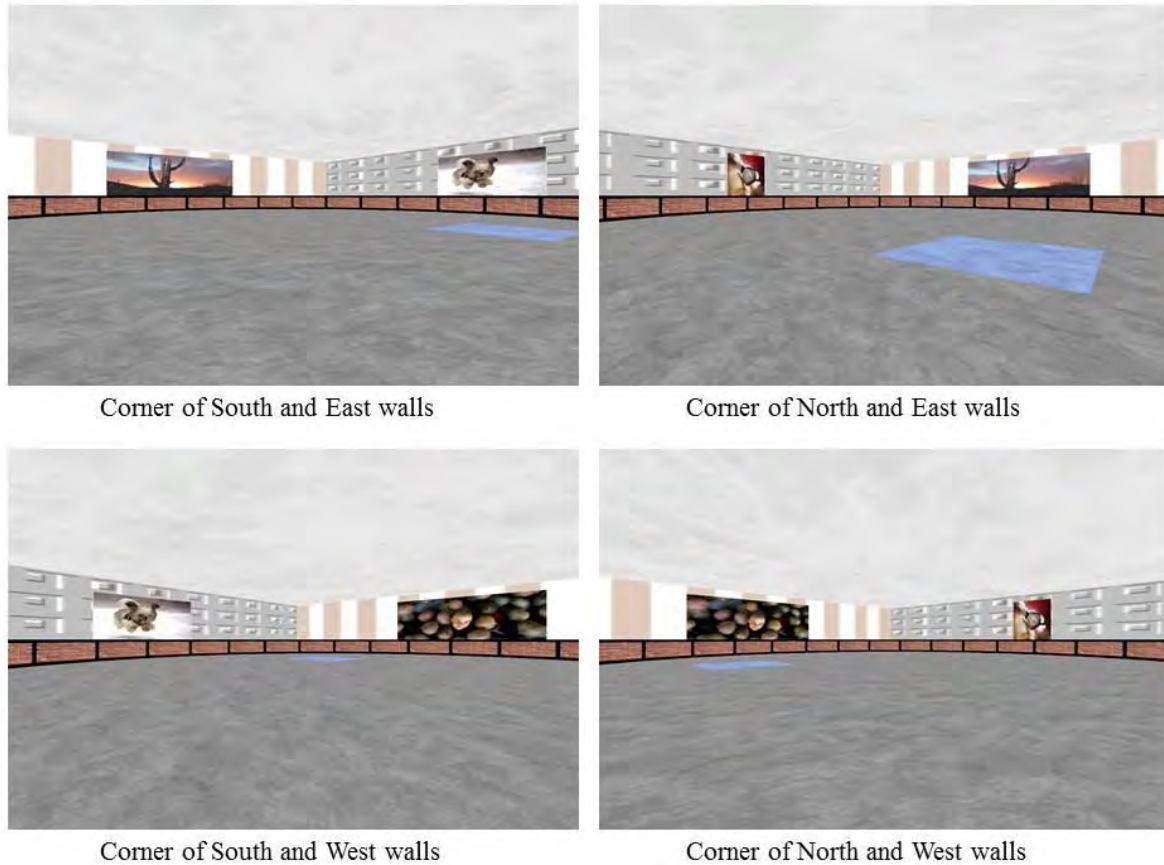 Corner of South and East walls
Corner of North and East walls
Corner of South and West walls
Corner of North and West walls